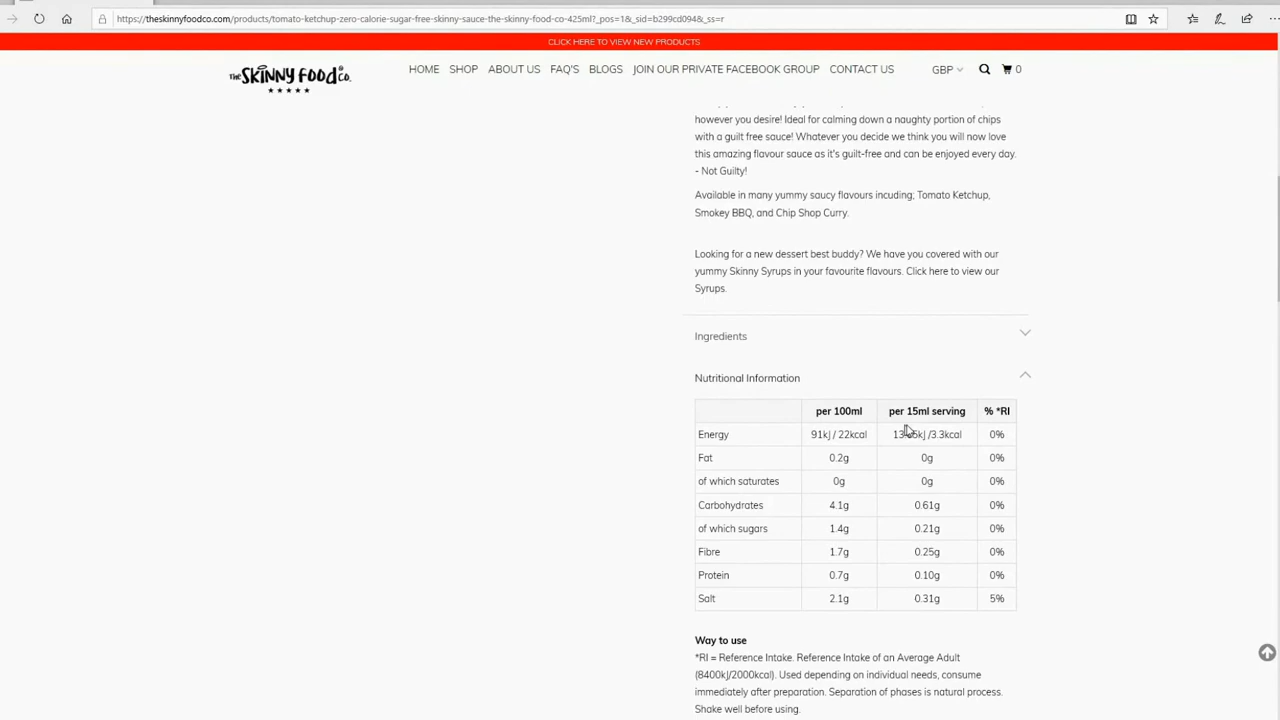 https://theskinnyfoodco.com/products/tomato-ketchup-zero-calorie-sugar-free-skinny-sauce-the-skinny-food-co-425ml?_pos=1&_sid=b299cd094&_ss=r
CLICK HERE TO VIEW NEW PRODUCTS
THE SKINNY FOOD CO.
HOME SHOP ABOUT US FAQ'S BLOGS JOIN OUR PRIVATE FACEBOOK GROUP CONTACT US GBP 0
however you desire! Ideal for calming down a naughty portion of chips
with a guilt free sauce! Whatever you decide we think you will now love
this amazing flavour sauce as it's guilt-free and can be enjoyed every day.
- Not Guilty!
Available in many yummy saucy flavours incuding; Tomato Ketchup,
Smokey BBQ, and Chip Shop Curry.
Looking for a new dessert best buddy? We have you covered with our
yummy Skinny Syrups in your favourite flavours. Click here to view our
Syrups.
Ingredients
Nutritional Information
per 100ml per 15ml serving % *RI
Energy 91kJ / 22kcal /3.3kcal 0%
Fat 0.2g 0g 0%
of which saturates 0g 0g 0%
Carbohydrates 4.1g 0.61g 0%
of which sugars 1.4g 0.21g 0%
Fibre 1.7g 0.25g 0%
Protein 0.7g 0.10g 0%
Salt 2.1g 0.31g 5%
Way to use
*RI = Reference Intake. Reference Intake of an Average Adult
(8400kJ/2000kcal). Used depending on individual needs, consume
immediately after preparation. Separation of phases is natural process.
Shake well before using.